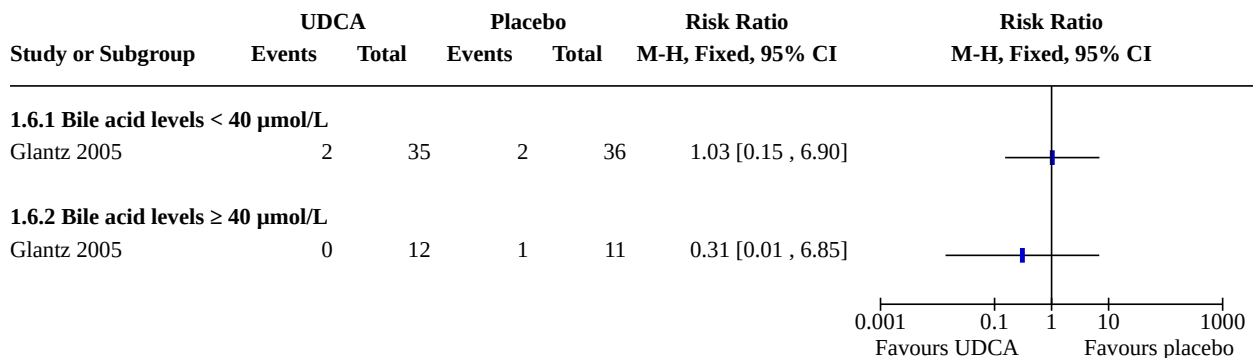 UDCA Placebo Risk Ratio Risk Ratio
Study or Subgroup Events Total Events Total M-H, Fixed, 95% CI M-H, Fixed, 95% CI
1.6.1 Bile acid levels < 40 µmol/L
Glantz 2005 2 35 2 36 1.03 [0.15 , 6.90]
1.6.2 Bile acid levels ≥ 40 µmol/L
Glantz 2005 0 12 1 11 0.31 [0.01 , 6.85]
0.001 0.1 1 10 1000
Favours UDCA Favours placebo